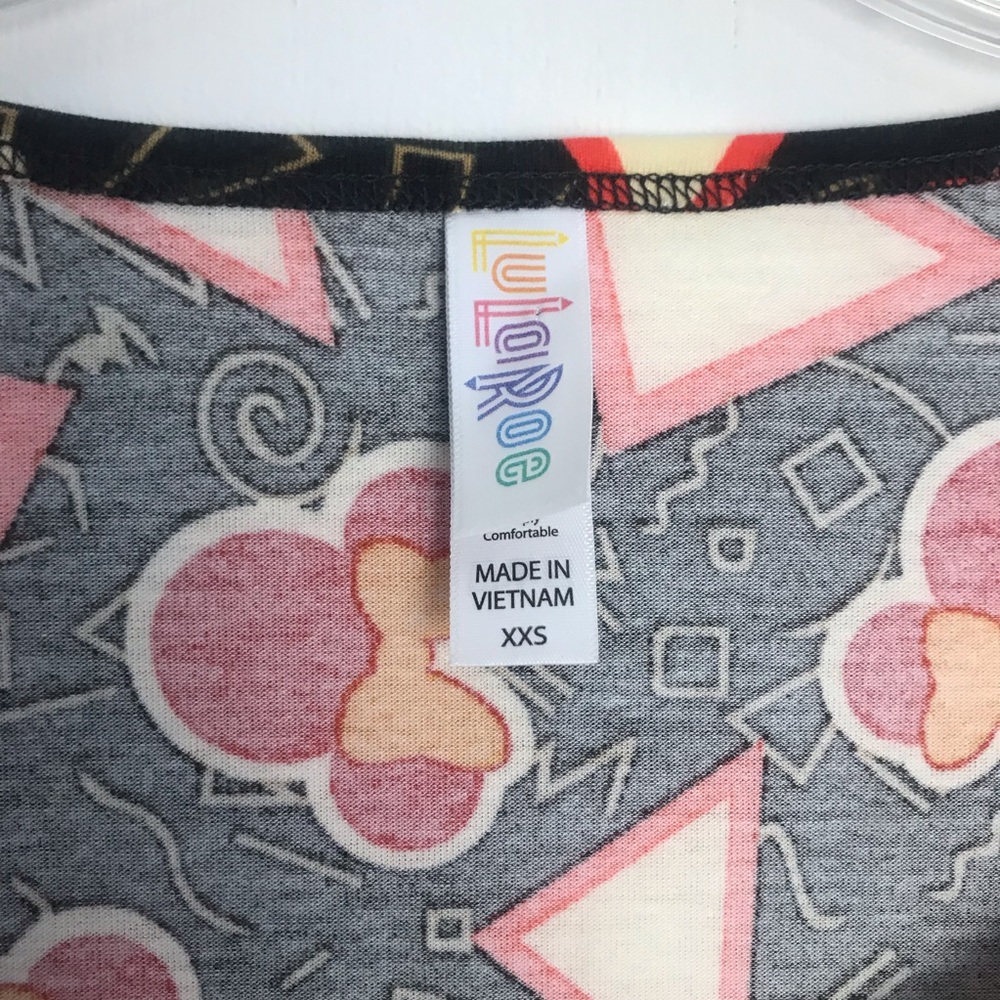 LuLaRoe
Comfortable
MADE IN
VIETNAM
XXS